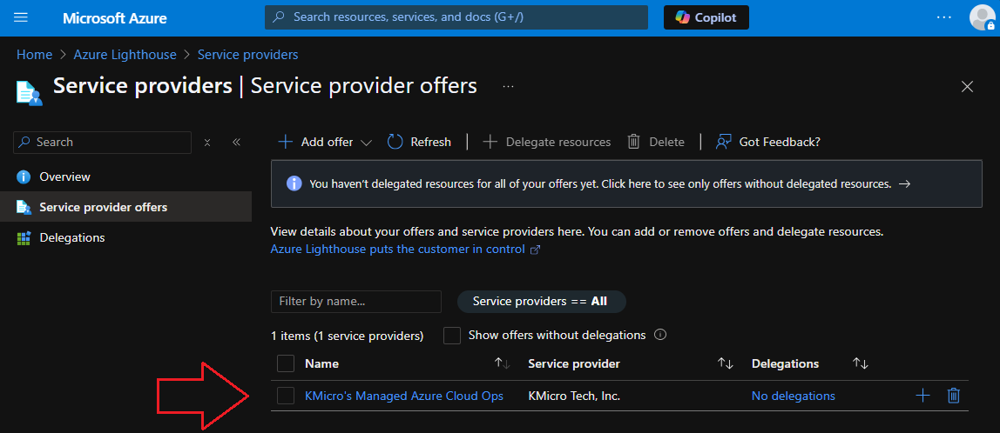 Microsoft Azure
Search resources, services, and docs (G+/)
Copilot
Home > Azure Lighthouse > Service providers
Service providers | Service provider offers
Search
Add offer
Refresh
Delegate resources
Delete
Got Feedback?
Overview
Service provider offers
Delegations
You haven't delegated resources for all of your offers yet. Click here to see only offers without delegated resources.
View details about your offers and service providers here. You can add or remove offers and delegate resources.
Azure Lighthouse puts the customer in control
Filter by name...
Service providers == All
1 items (1 service providers)
Show offers without delegations
Name Service provider Delegations
KMicro's Managed Azure Cloud Ops KMicro Tech, Inc. No delegations